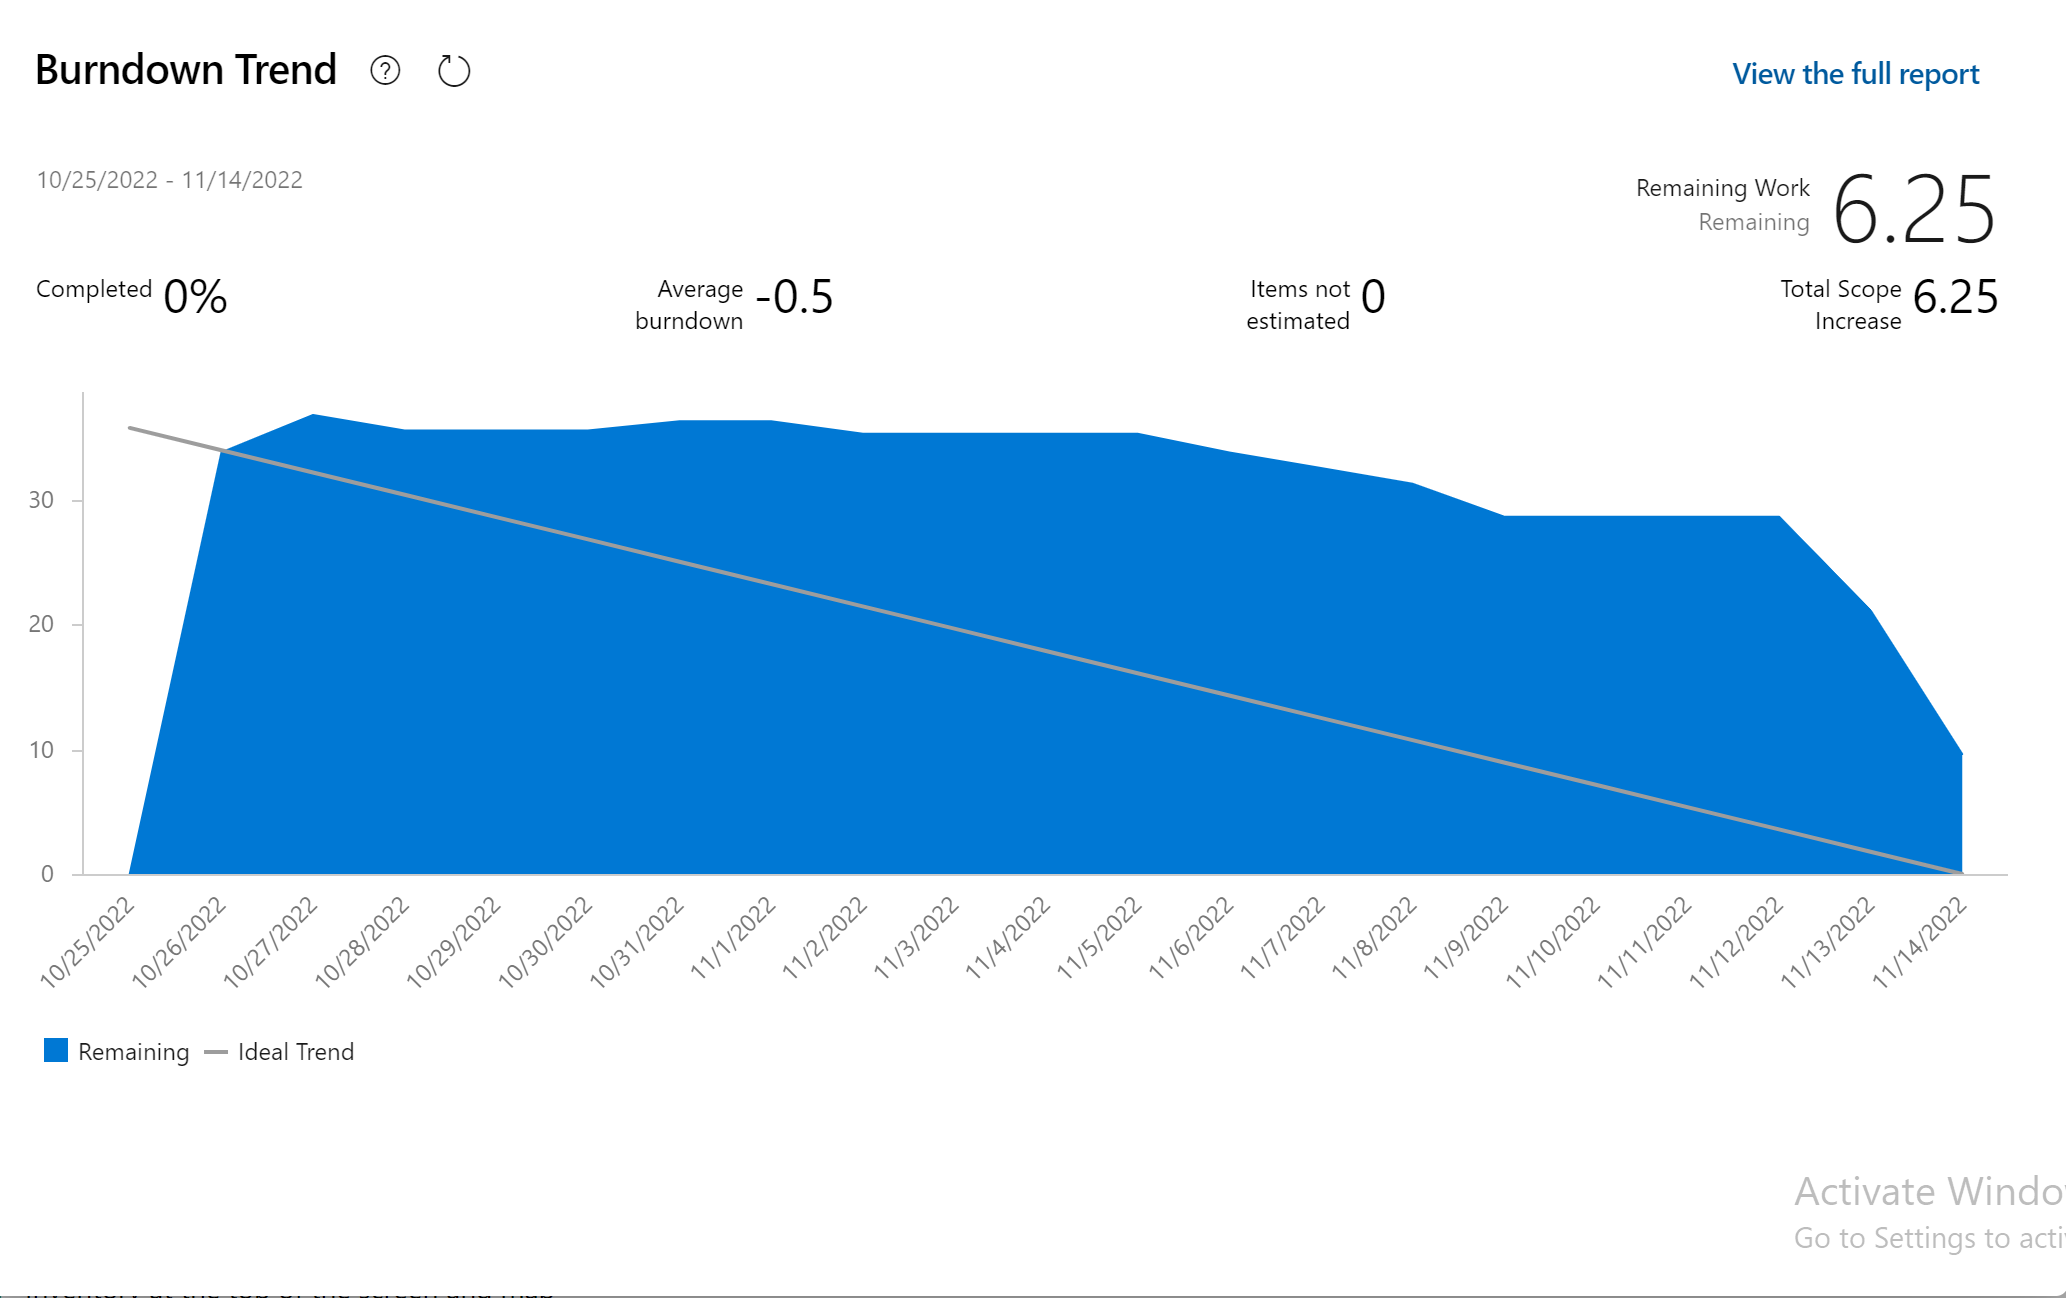 Burndown Trend
View the full report
10/25/2022 - 11/14/2022
Remaining Work
Remaining
6.25
Completed 0%
Average
burndown
-0.5
Items not
estimated
0
Total Scope
Increase
6.25
30
20
10
0
10/25/2022
10/26/2022
10/27/2022
10/28/2022
10/29/2022
10/30/2022
10/31/2022
11/1/2022
11/2/2022
11/3/2022
11/4/2022
11/5/2022
11/6/2022
11/7/2022
11/8/2022
11/9/2022
11/10/2022
11/11/2022
11/12/2022
11/13/2022
11/14/2022
Remaining
Ideal Trend
Activate Windo
Go to Settings to acti